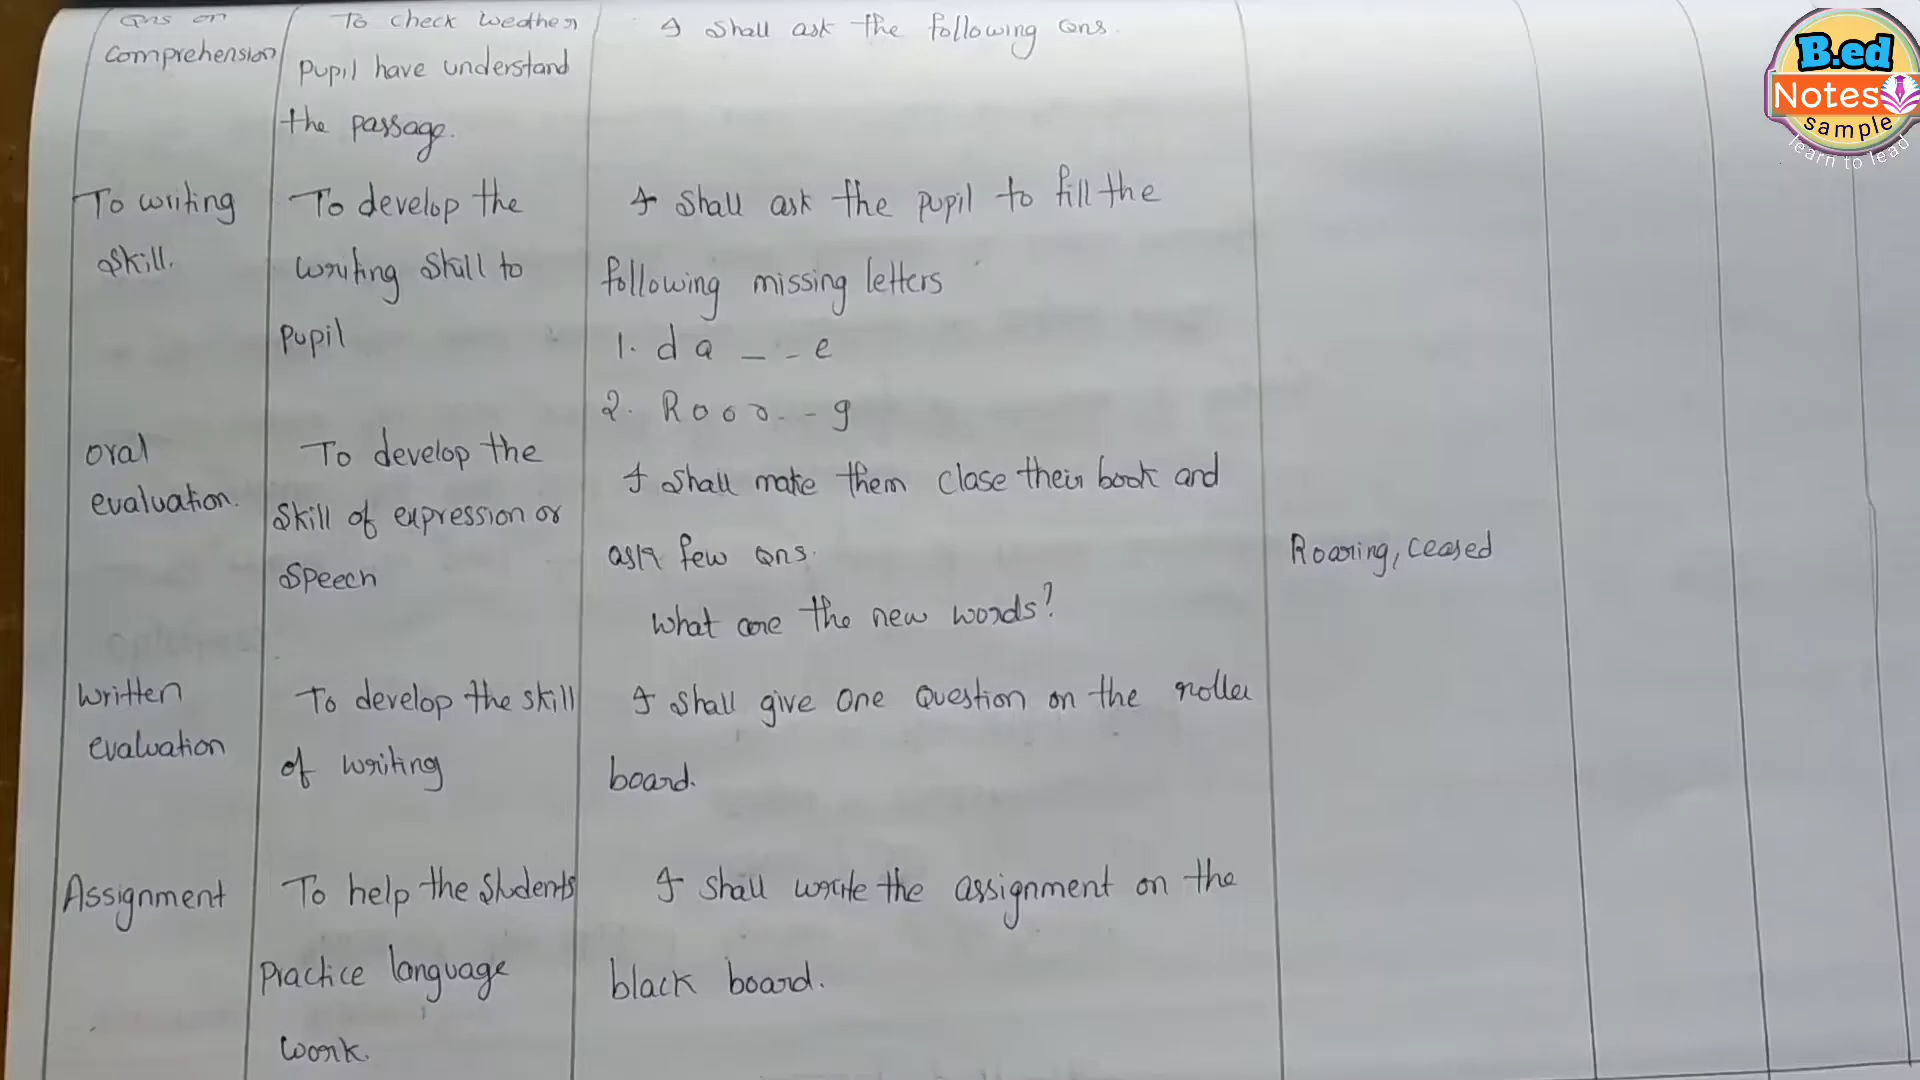 Qns on
comprehension
To check weather
pupil have understand
the passage.
I shall ask the following Qns.
To writing
skill.
To develop the
writing skill to
pupil
I shall ask the pupil to fill the
following missing letters
1. d a _ _ e
Oral
evaluation.
To develop the
skill of expression or
speech
I shall make them close their book and
ask few Qns.
What are the new words?
Roaring, ceased
Written
evaluation
To develop the skill
of writing
I shall give one Question on the roller
board.
Assignment
To help the students
Practice language
work.
I shall write the assignment on the
black board.
B.ed
Notes
sample
learn to lead